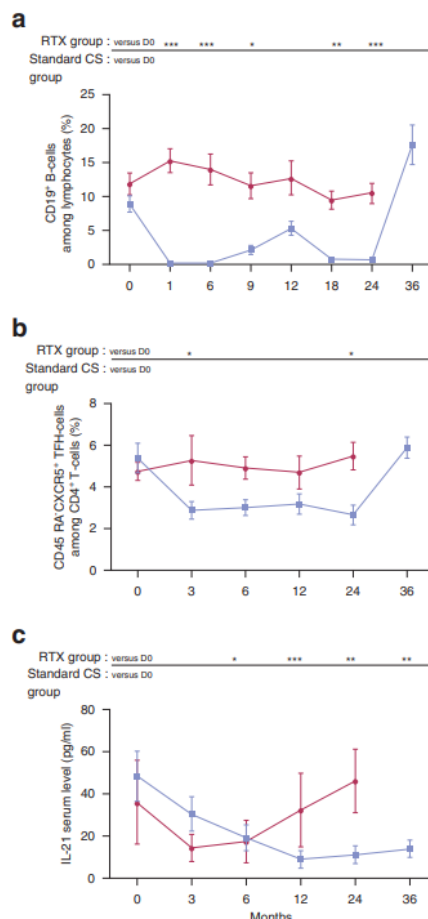 a
RTX group : versus D0 *** *** * ** ***
Standard CS : versus D0
group
CD19+ B-cells
among lymphocytes (%)
25
20
15
10
5
0
0 1 6 9 12 18 24 36
b
RTX group : versus D0 * *
Standard CS : versus D0
group
CD45 RA-CXCR5+ TFH-cells
among CD4+ T-cells (%)
8
6
4
2
0
0 3 6 12 24 36
c
RTX group : versus D0 * *** ** **
Standard CS : versus D0
group
IL-21 serum level (pg/ml)
80
60
40
20
0
0 3 6 12 24 36
Months